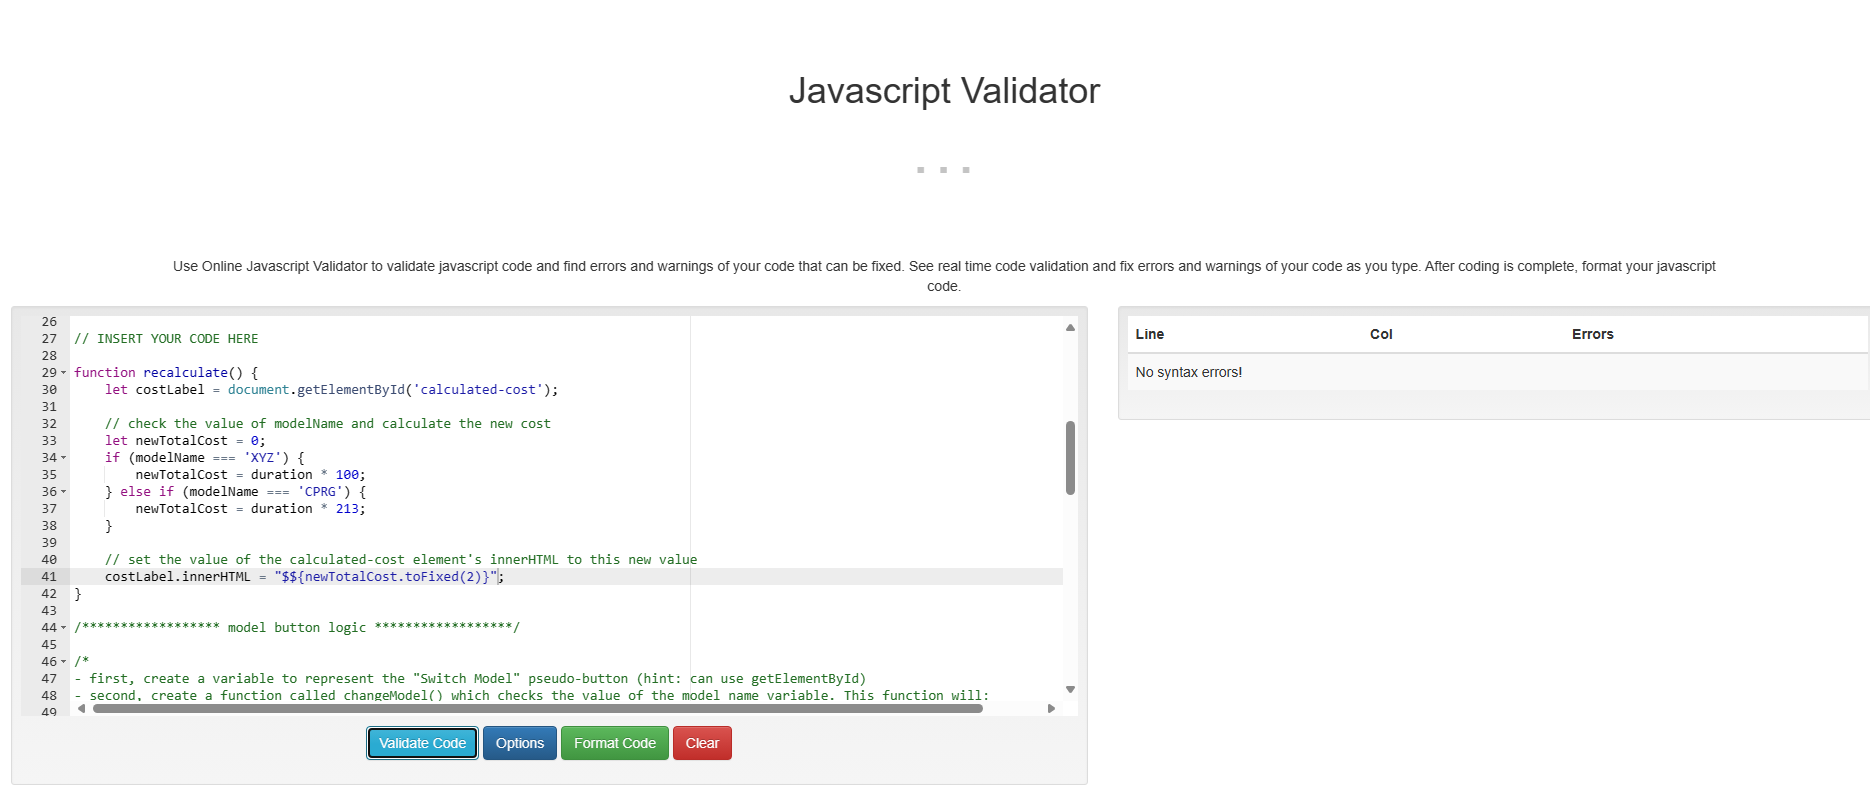 Javascript Validator
Use Online Javascript Validator to validate javascript code and find errors and warnings of your code that can be fixed. See real time code validation and fix errors and warnings of your code as you type. After coding is complete, format your javascript
code.
26
27 // INSERT YOUR CODE HERE
28
29 function recalculate() {
30     let costLabel = document.getElementById('calculated-cost');
31
32     // check the value of modelName and calculate the new cost
33     let newTotalCost = 0;
34     if (modelName === 'XYZ') {
35         newTotalCost = duration * 100;
36     } else if (modelName === 'CPRG') {
37         newTotalCost = duration * 213;
38     }
39
40     // set the value of the calculated-cost element's innerHTML to this new value
41     costLabel.innerHTML = "$${newTotalCost.toFixed(2)}";
42 }
43
44 /****************** model button logic ******************/
45
46 /*
47 - first, create a variable to represent the "Switch Model" pseudo-button (hint: can use getElementById)
48 - second, create a function called changeModel() which checks the value of the model name variable. This function will:
49
Validate Code Options Format Code Clear
Line Col Errors
No syntax errors!